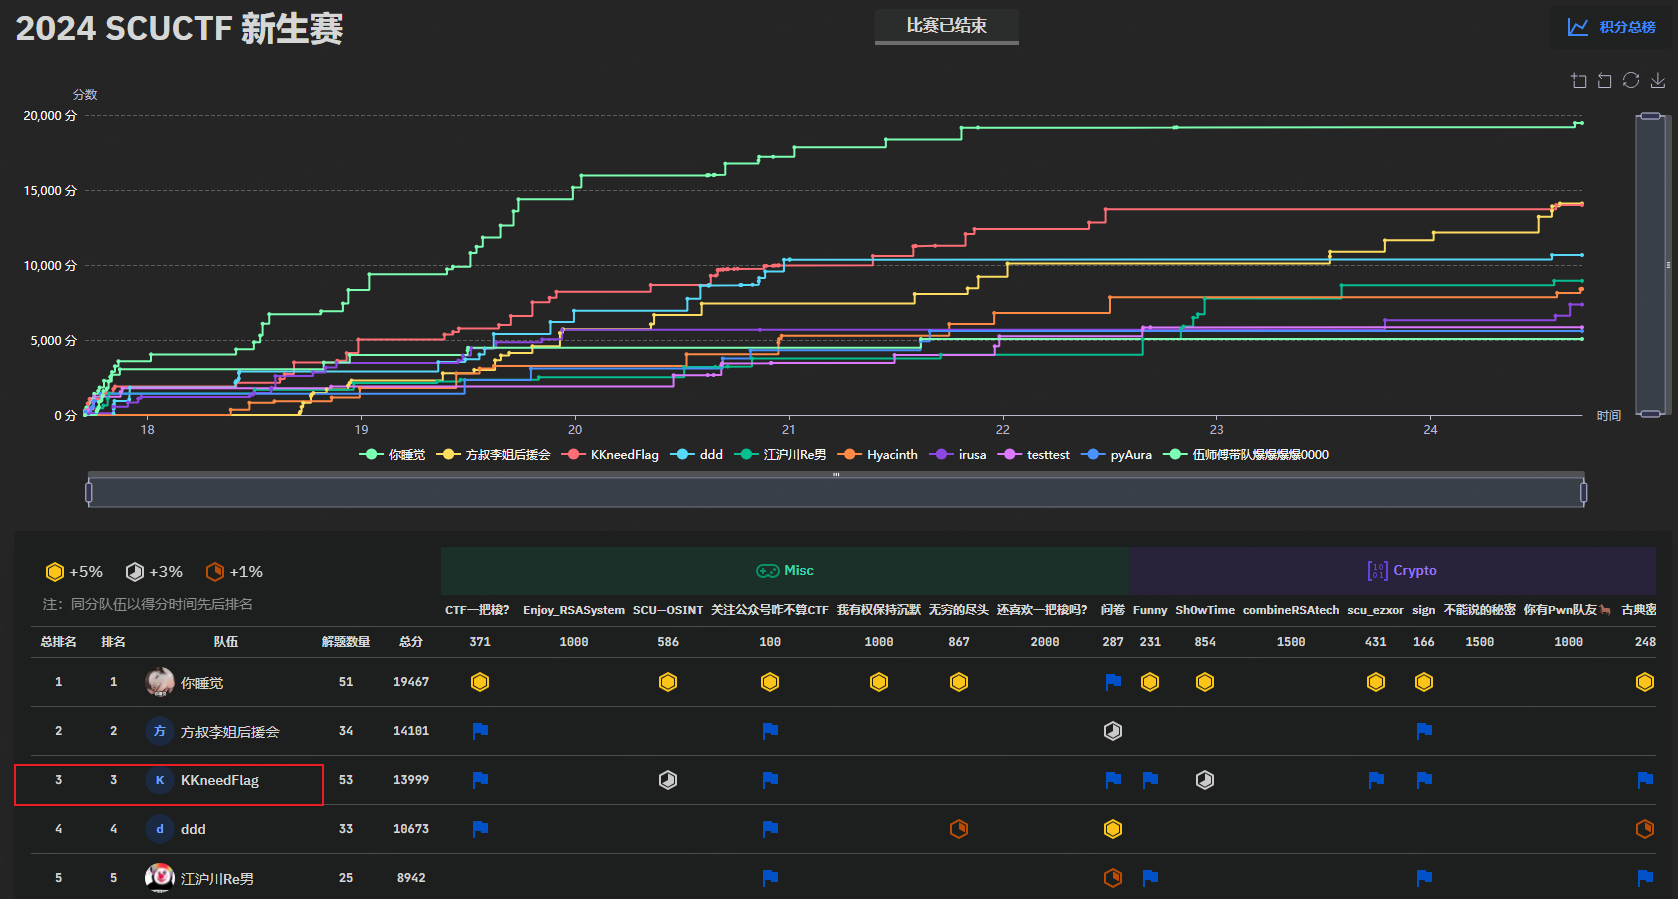 2024 SCUCTF 新生赛
比赛已结束
积分总榜
分数
20,000 分
15,000 分
10,000 分
5,000 分
0 分
18 19 20 21 22 23 24
时间
你睡觉 方叔李姐后援会 KKneedFlag ddd 江沪川Re男 Hyacinth irusa testtest pyAura 伍师傅带队爆爆爆爆0000
+5% +3% +1%
注：同分队伍以得分时间先后排名
Misc Crypto
CTF一把梭? Enjoy_RSASystem SCU-OSINT 关注公众号咋不算CTF 我有权保持沉默 无穷的尽头 还喜欢一把梭吗? 问卷 Funny Sh0wTime combineRSAtech scu_ezxor sign 不能说的秘密 你有Pwn队友🐂 古典密
总排名 排名 队伍 解题数量 总分 371 1000 586 100 1000 867 2000 287 231 854 1500 431 166 1500 1000 248
1 1 你睡觉 51 19467
2 2 方 方叔李姐后援会 34 14101
3 3 K KKneedFlag 53 13999
4 4 d ddd 33 10673
5 5 江沪川Re男 25 8942